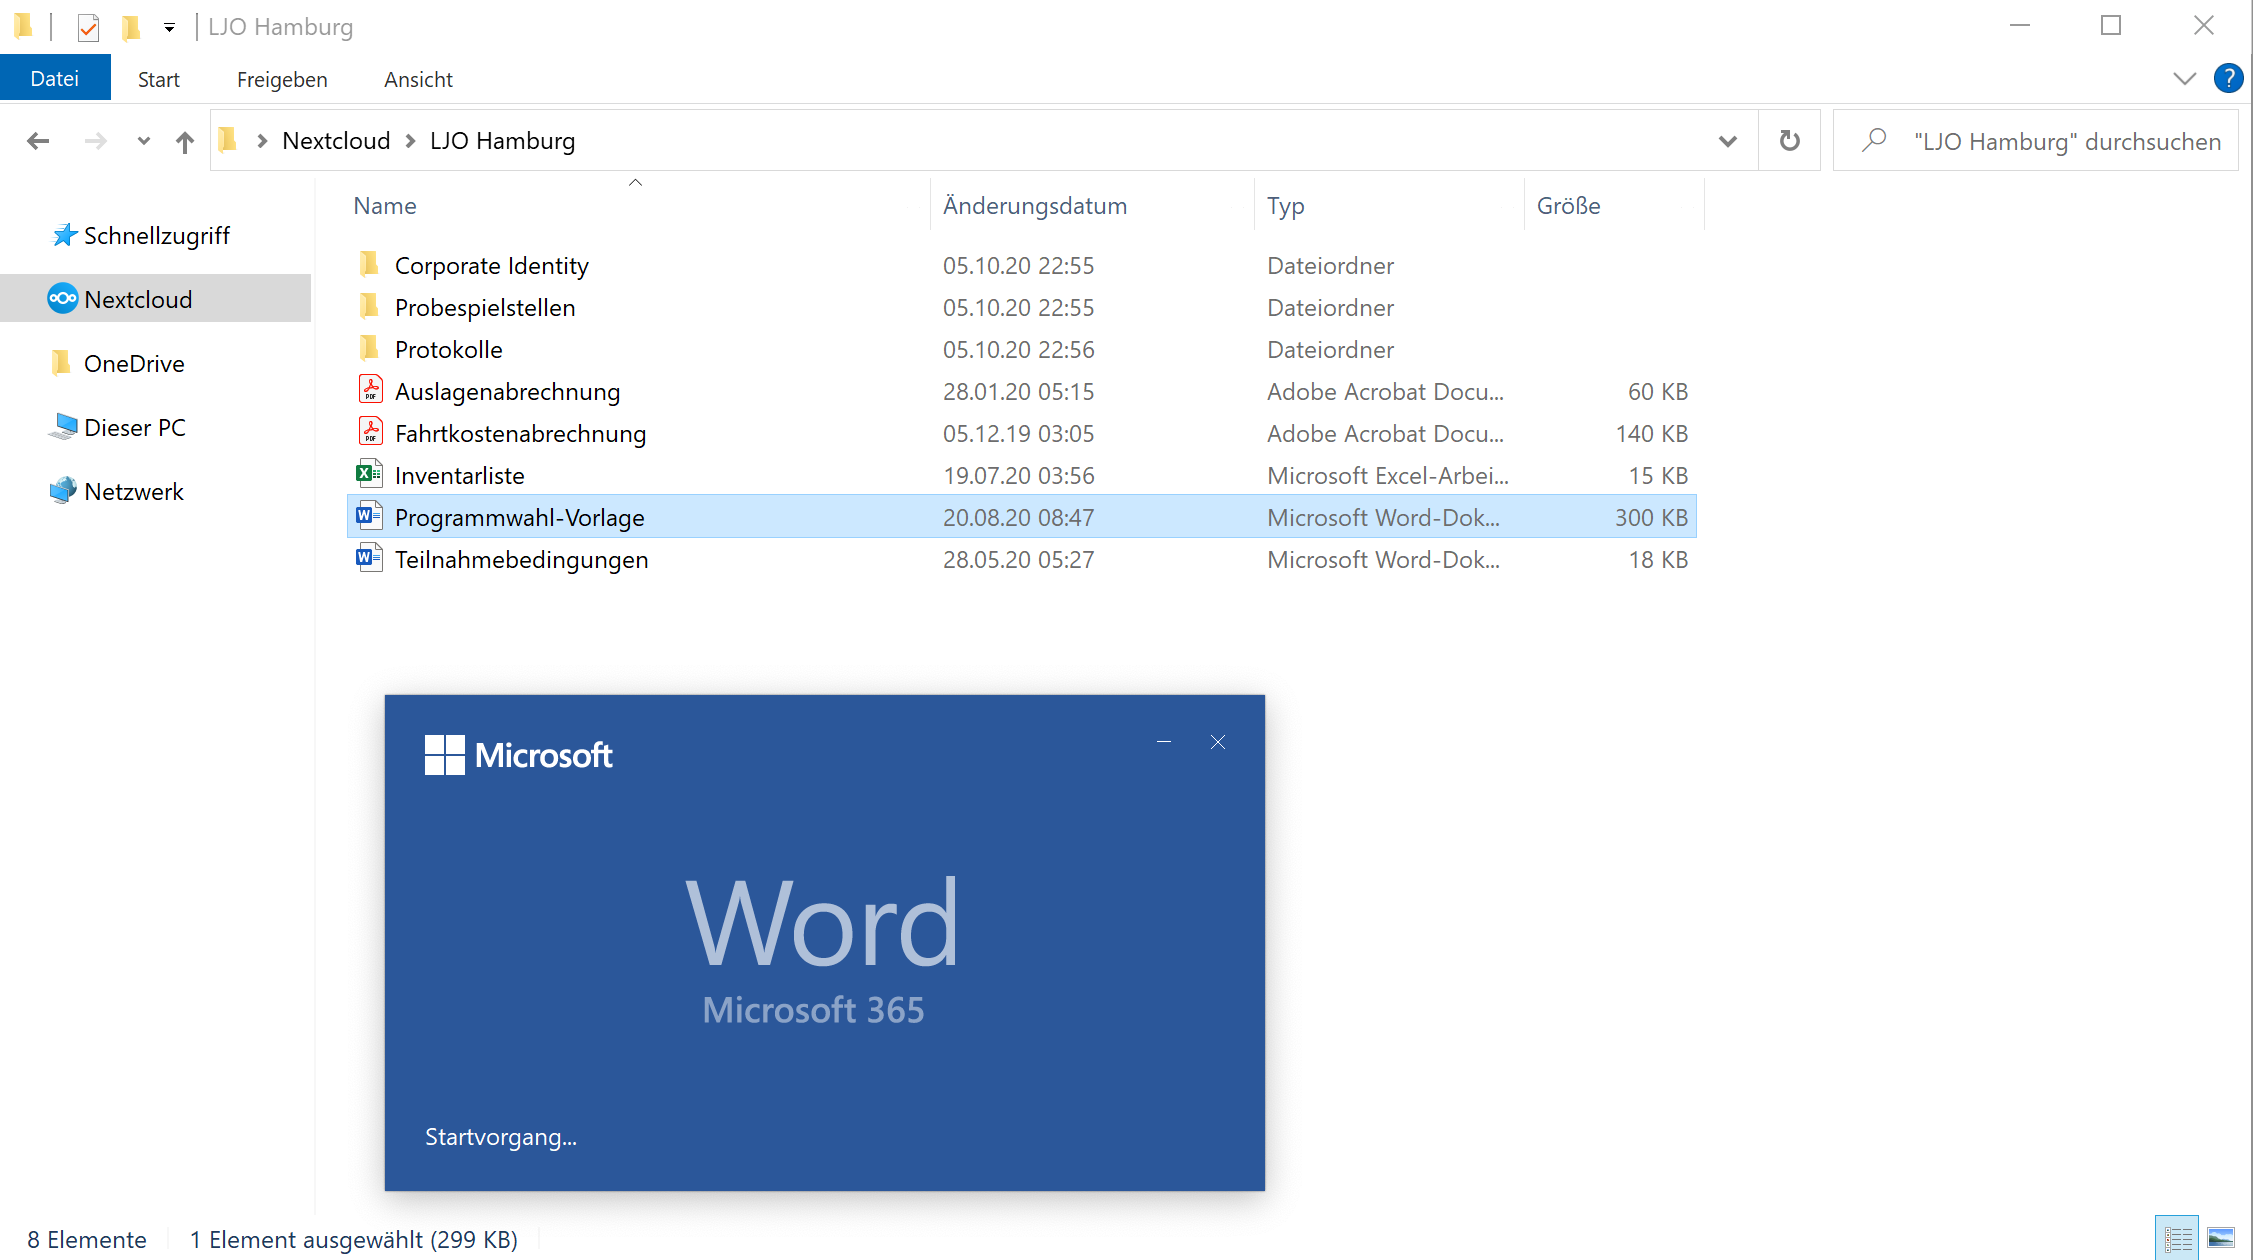 LJO Hamburg
Datei Start Freigeben Ansicht ?
Nextcloud LJO Hamburg "LJO Hamburg" durchsuchen
Schnellzugriff
Nextcloud
OneDrive
Dieser PC
Netzwerk
Name Änderungsdatum Typ Größe
Corporate Identity 05.10.20 22:55 Dateiordner
Probespielstellen 05.10.20 22:55 Dateiordner
Protokolle 05.10.20 22:56 Dateiordner
Auslagenabrechnung 28.01.20 05:15 Adobe Acrobat Docu... 60 KB
Fahrtkostenabrechnung 05.12.19 03:05 Adobe Acrobat Docu... 140 KB
Inventarliste 19.07.20 03:56 Microsoft Excel-Arbei... 15 KB
Programmwahl-Vorlage 20.08.20 08:47 Microsoft Word-Dok... 300 KB
Teilnahmebedingungen 28.05.20 05:27 Microsoft Word-Dok... 18 KB
Microsoft
Word
Microsoft 365
Startvorgang...
8 Elemente 1 Element ausgewählt (299 KB)